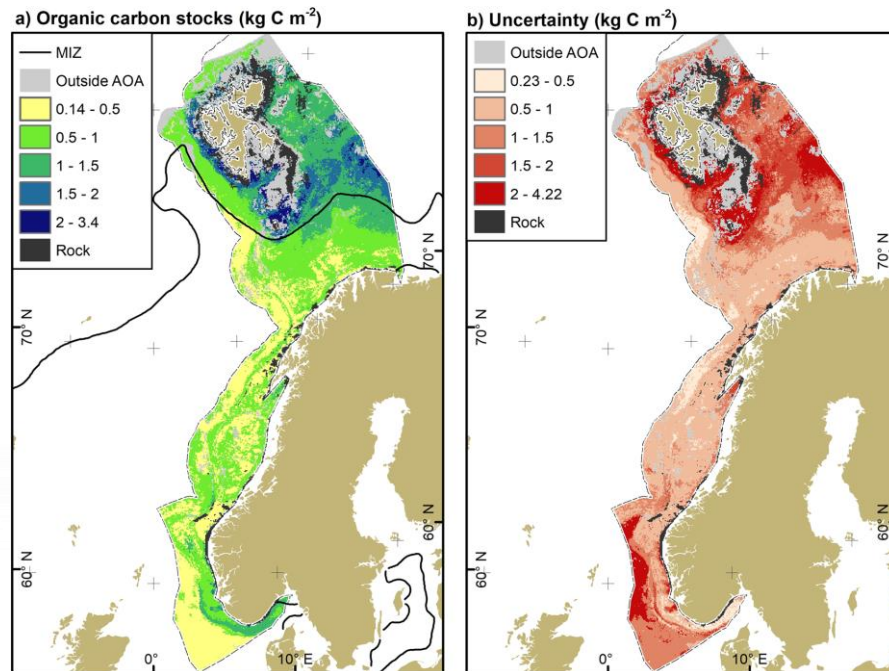 a) Organic carbon stocks (kg C m-2)
MIZ
Outside AOA
0.14 - 0.5
0.5 - 1
1 - 1.5
1.5 - 2
2 - 3.4
Rock
70° N
70° N
60° N
60° N
0°
10° E
b) Uncertainty (kg C m-2)
Outside AOA
0.23 - 0.5
0.5 - 1
1 - 1.5
1.5 - 2
2 - 4.22
Rock
70° N
70° N
60° N
60° N
0°
10° E